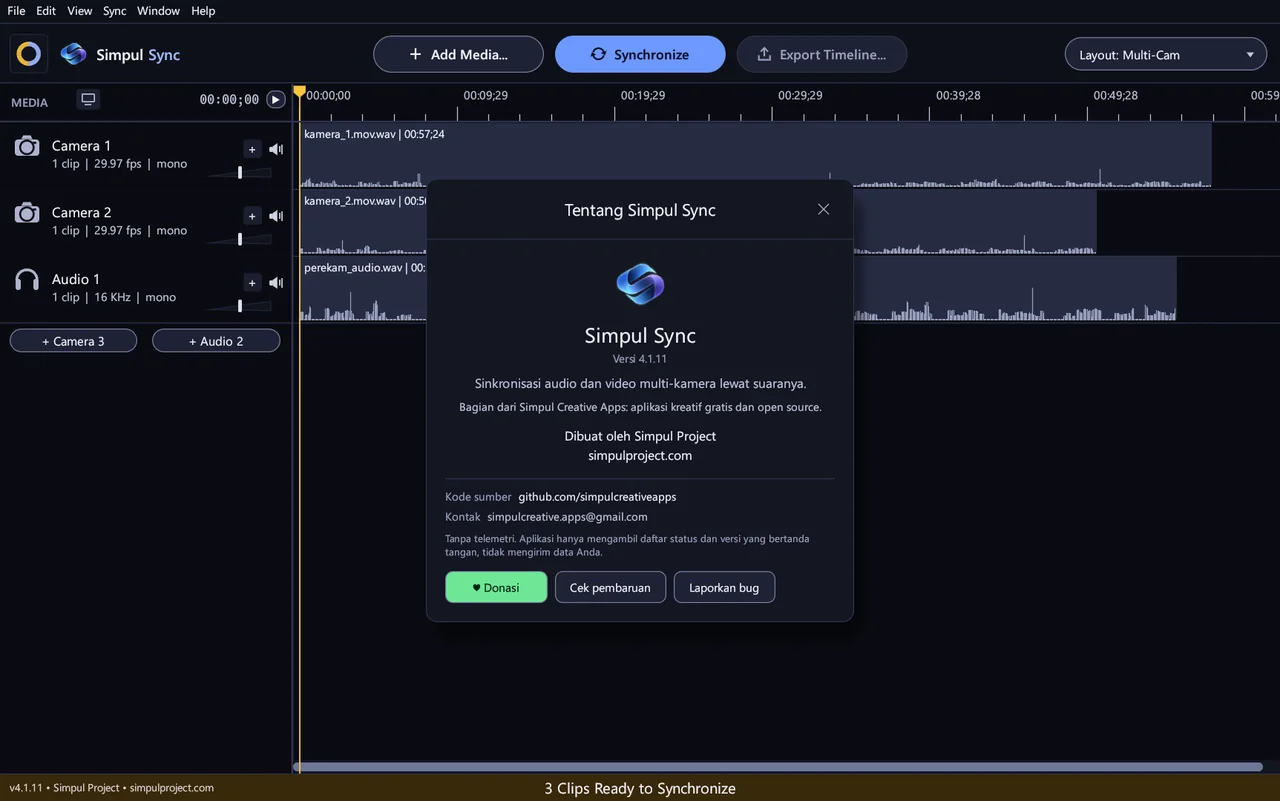 File Edit View Sync Window Help
Simpul Sync
+ Add Media...
Synchronize
Export Timeline...
Layout: Multi-Cam
MEDIA
00:00;00
00:00;00 00:09;29 00:19;29 00:29;29 00:39;28 00:49;28 00:59
Camera 1
1 clip | 29.97 fps | mono
+
kamera_1.mov.wav | 00:57;24
Camera 2
1 clip | 29.97 fps | mono
+
kamera_2.mov.wav | 00:50
Audio 1
1 clip | 16 KHz | mono
+
perekam_audio.wav | 00:
+ Camera 3
+ Audio 2
Tentang Simpul Sync
Simpul Sync
Versi 4.1.11
Sinkronisasi audio dan video multi-kamera lewat suaranya.
Bagian dari Simpul Creative Apps: aplikasi kreatif gratis dan open source.
Dibuat oleh Simpul Project
simpulproject.com
Kode sumber github.com/simpulcreativeapps
Kontak simpulcreative.apps@gmail.com
Tanpa telemetri. Aplikasi hanya mengambil daftar status dan versi yang bertanda
tangan, tidak mengirim data Anda.
♥ Donasi
Cek pembaruan
Laporkan bug
v4.1.11 • Simpul Project • simpulproject.com
3 Clips Ready to Synchronize